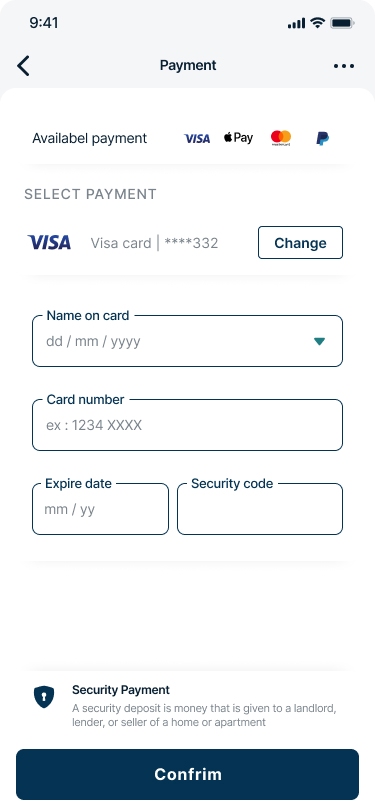 9:41
Payment
Availabel payment VISA Pay mastercard
SELECT PAYMENT
VISA Visa card | ****332 Change
Name on card
dd / mm / yyyy
Card number
ex : 1234 XXXX
Expire date Security code
mm / yy
Security Payment
A security deposit is money that is given to a landlord,
lender, or seller of a home or apartment
Confrim